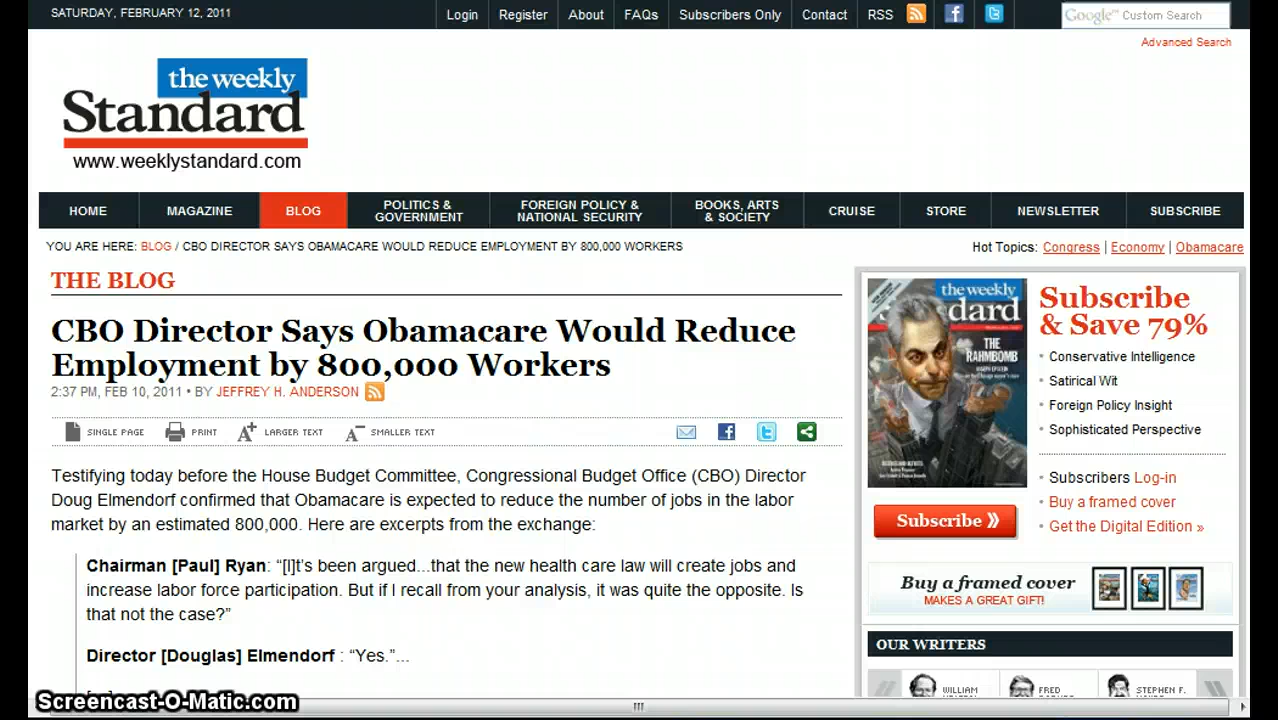 SATURDAY, FEBRUARY 12, 2011
Login Register About FAQs Subscribers Only Contact RSS
Google™ Custom Search
Advanced Search
the weekly
Standard
www.weeklystandard.com
HOME MAGAZINE BLOG POLITICS & GOVERNMENT FOREIGN POLICY & NATIONAL SECURITY BOOKS, ARTS & SOCIETY CRUISE STORE NEWSLETTER SUBSCRIBE
YOU ARE HERE: BLOG / CBO DIRECTOR SAYS OBAMACARE WOULD REDUCE EMPLOYMENT BY 800,000 WORKERS
Hot Topics: Congress | Economy | Obamacare
THE BLOG
CBO Director Says Obamacare Would Reduce
Employment by 800,000 Workers
2:37 PM, FEB 10, 2011 • BY JEFFREY H. ANDERSON
SINGLE PAGE PRINT A+ LARGER TEXT A- SMALLER TEXT
Testifying today before the House Budget Committee, Congressional Budget Office (CBO) Director
Doug Elmendorf confirmed that Obamacare is expected to reduce the number of jobs in the labor
market by an estimated 800,000. Here are excerpts from the exchange:
Chairman [Paul] Ryan: “[I]t’s been argued...that the new health care law will create jobs and
increase labor force participation. But if I recall from your analysis, it was quite the opposite. Is
that not the case?”
Director [Douglas] Elmendorf : “Yes.”...
the weekly
Standard
THE
RAHMBOMB
Subscribe
& Save 79%
• Conservative Intelligence
• Satirical Wit
• Foreign Policy Insight
• Sophisticated Perspective
• Subscribers Log-in
• Buy a framed cover
• Get the Digital Edition »
Subscribe »
Buy a framed cover
MAKES A GREAT GIFT!
OUR WRITERS
WILLIAM
FRED
STEPHEN F.
Screencast-O-Matic.com